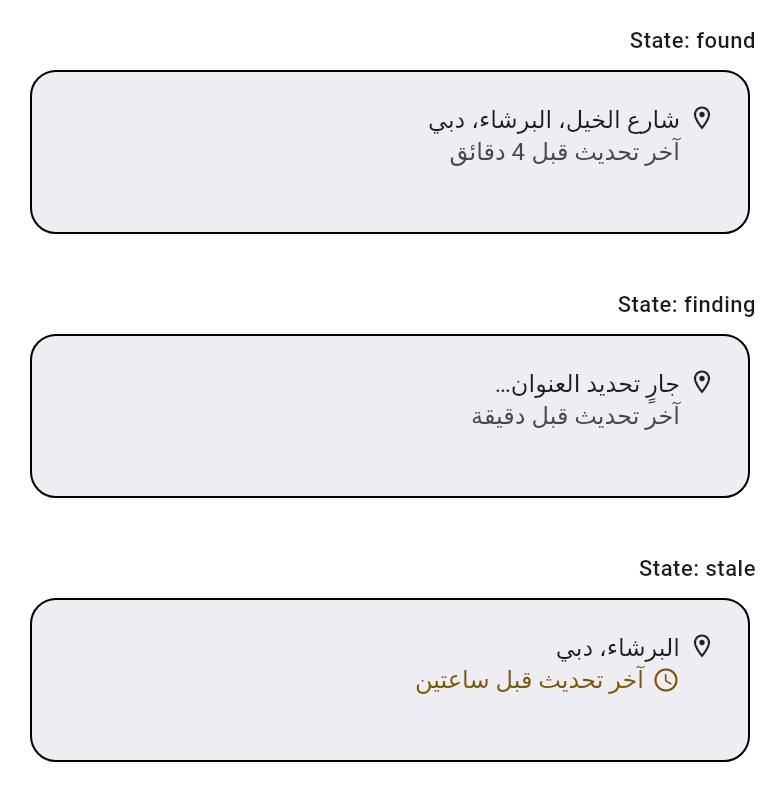 State: found
شارع الخيل، البرشاء، دبي
آخر تحديث قبل 4 دقائق
State: finding
جارٍ تحديد العنوان…
آخر تحديث قبل دقيقة
State: stale
البرشاء، دبي
آخر تحديث قبل ساعتين